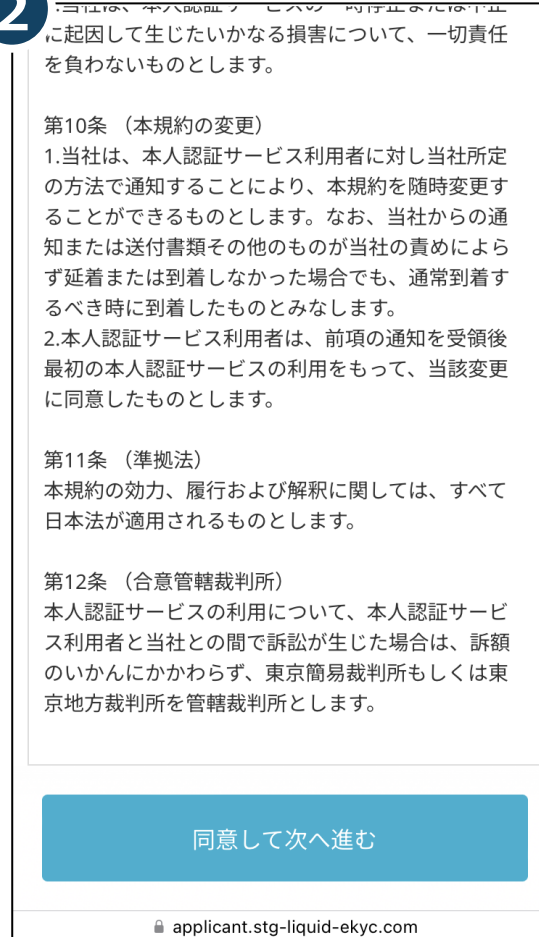 2
に起因して生じたいかなる損害について、一切責任
を負わないものとします。
第10条 （本規約の変更）
1.当社は、本人認証サービス利用者に対し当社所定
の方法で通知することにより、本規約を随時変更す
ることができるものとします。なお、当社からの通
知または送付書類その他のものが当社の責めによら
ず延着または到着しなかった場合でも、通常到着す
るべき時に到着したものとみなします。
2.本人認証サービス利用者は、前項の通知を受領後
最初の本人認証サービスの利用をもって、当該変更
に同意したものとします。
第11条 （準拠法）
本規約の効力、履行および解釈に関しては、すべて
日本法が適用されるものとします。
第12条 （合意管轄裁判所）
本人認証サービスの利用について、本人認証サービ
ス利用者と当社との間で訴訟が生じた場合は、訴額
のいかんにかかわらず、東京簡易裁判所もしくは東
京地方裁判所を管轄裁判所とします。
同意して次へ進む
applicant.stg-liquid-ekyc.com